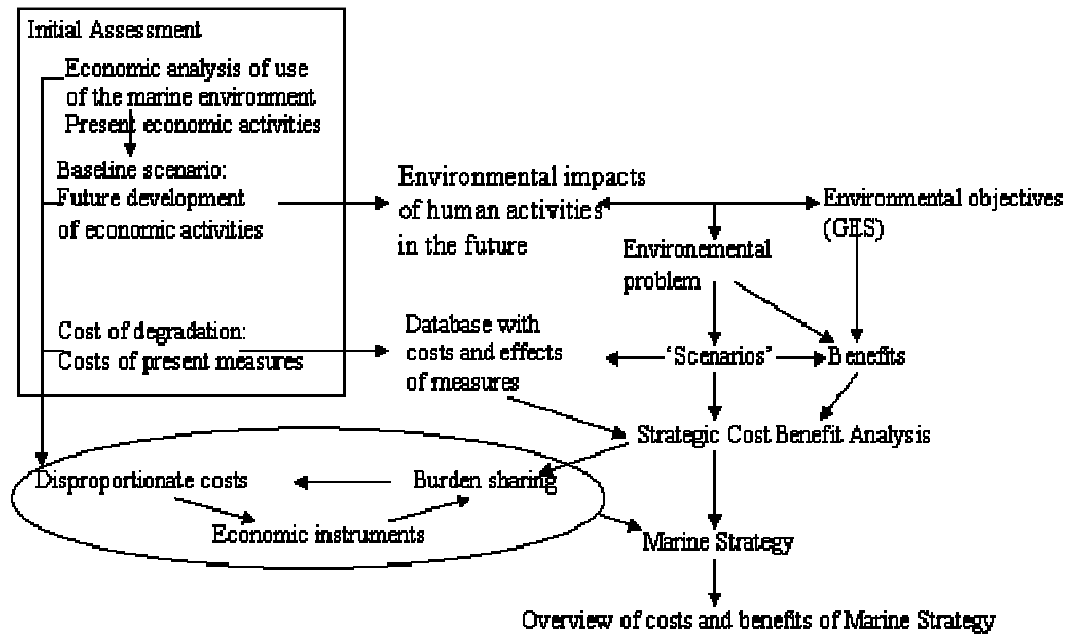 Initial Assessment
Economic analysis of use
of the marine environment
Present economic activities
Baseline scenario:
Future development
of economic activities
Environmental impacts
of human activities
in the future
Environmental objectives
(GES)
Environemental
problem
Cost of degradation:
Costs of present measures
Database with
costs and effects
of measures
‘Scenarios’
Benefits
Strategic Cost Benefit Analysis
Disproportionate costs
Burden sharing
Economic instruments
Marine Strategy
Overview of costs and benefits of Marine Strategy